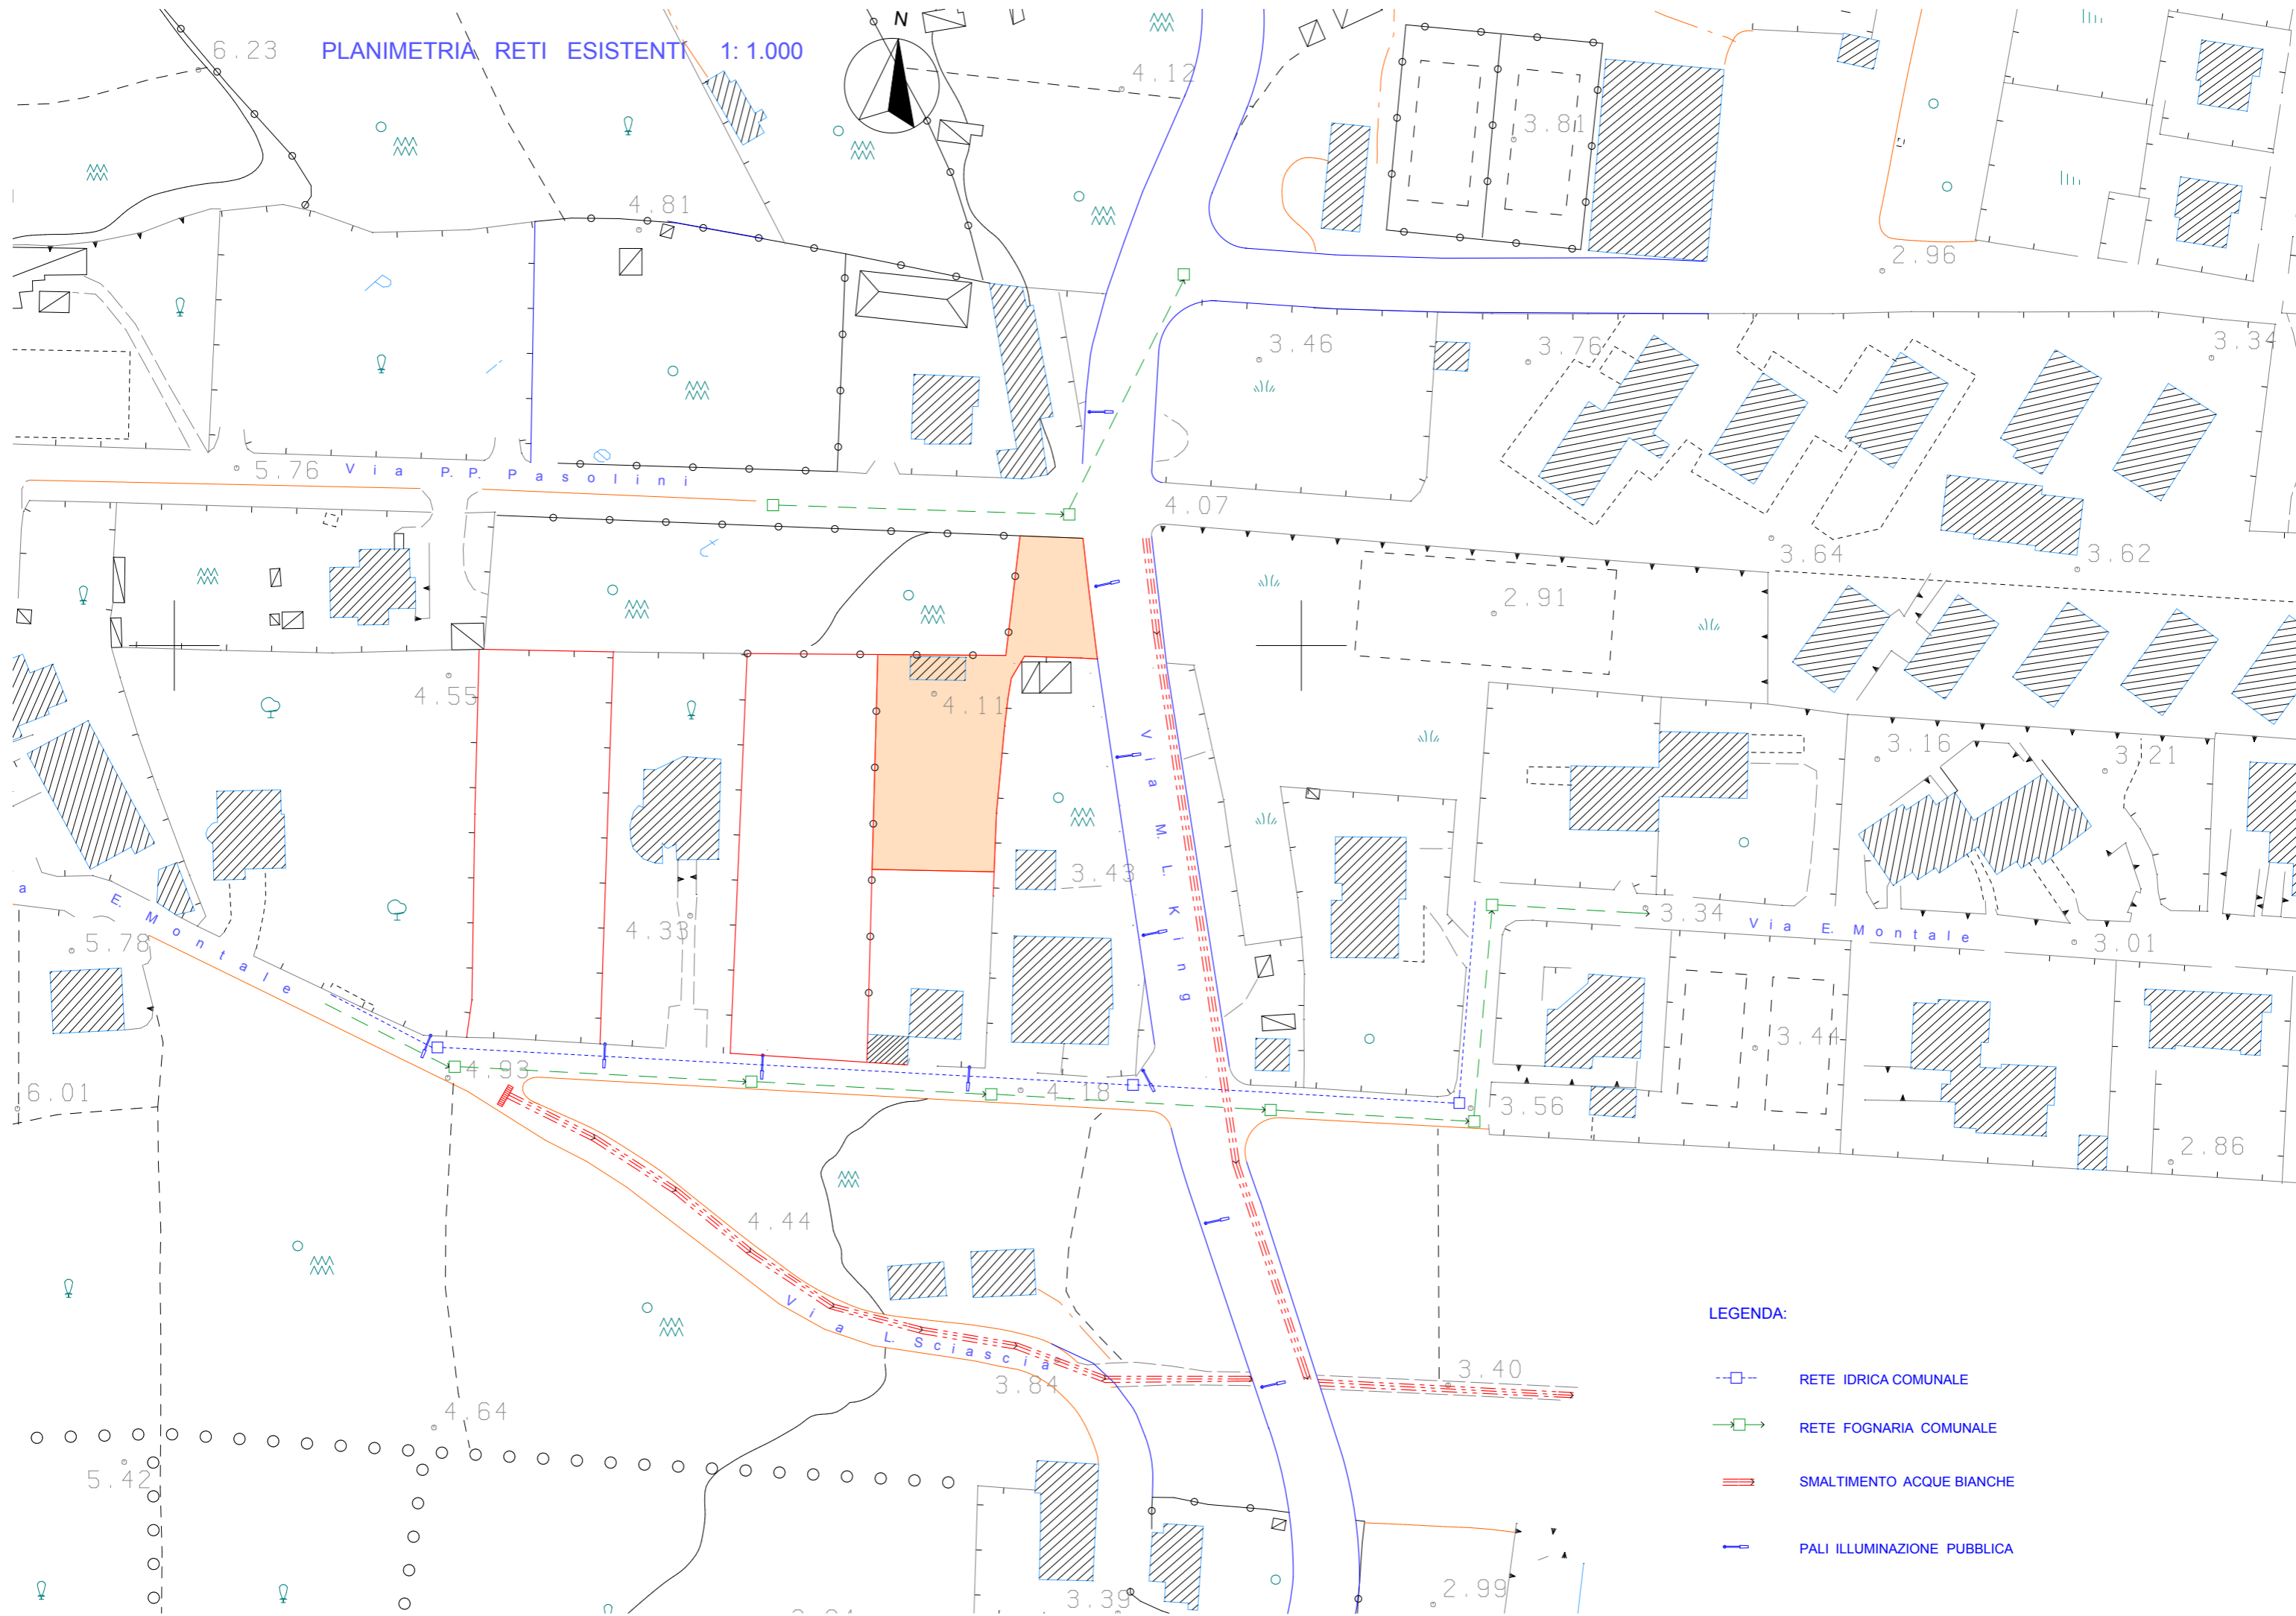 PLANIMETRIA RETI ESISTENTI 1: 1.000
N
6.23
4.12
3.81
4.81
2.96
3.46
3.76
3.34
5.76
Via P.P. Pasolini
4.07
3.64
3.62
2.91
4.55
4.11
Via M. L. King
3.16
3.21
3.43
a E. Montale
5.78
4.33
3.34
Via E. Montale
3.01
3.44
4.93
6.01
4.18
3.56
2.86
4.44
Via L. Sciascia
3.84
3.40
4.64
5.42
3.39
2.99
LEGENDA:
RETE IDRICA COMUNALE
RETE FOGNARIA COMUNALE
SMALTIMENTO ACQUE BIANCHE
PALI ILLUMINAZIONE PUBBLICA